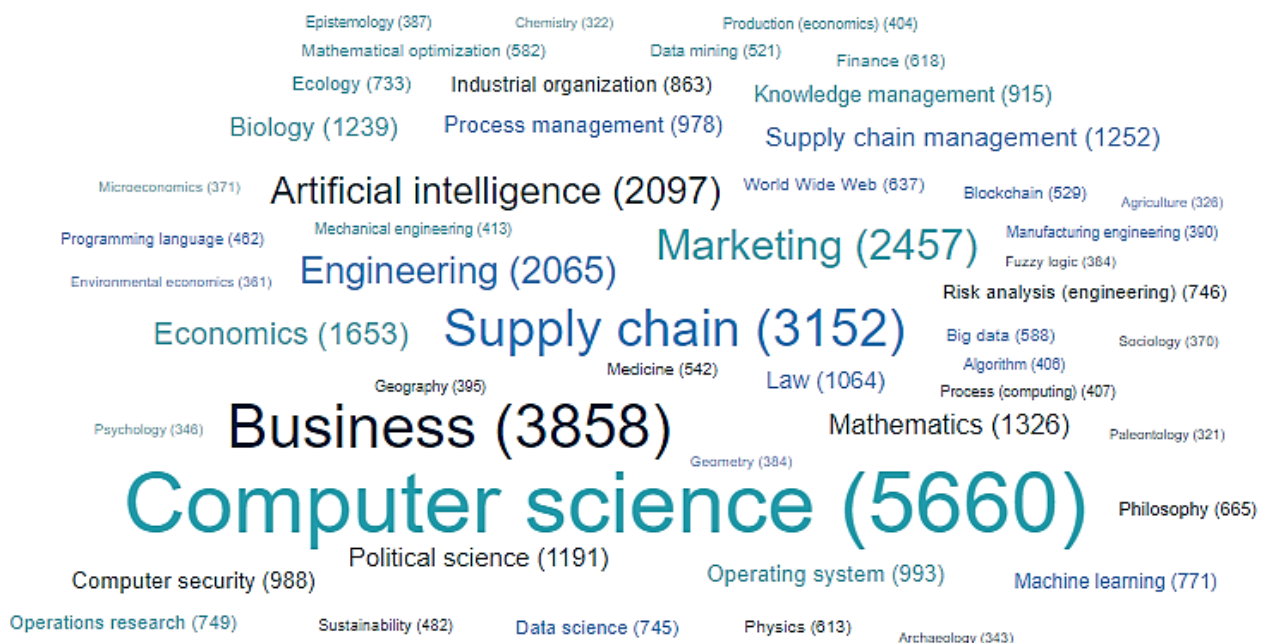 Epistemology (387) Chemistry (322) Production (economics) (404)
Mathematical optimization (582) Data mining (521) Finance (618)
Ecology (733) Industrial organization (863) Knowledge management (915)
Biology (1239) Process management (978) Supply chain management (1252)
Microeconomics (371) Artificial intelligence (2097) World Wide Web (637) Blockchain (529) Agriculture (326)
Programming language (462) Mechanical engineering (413) Marketing (2457) Manufacturing engineering (390)
Environmental economics (361) Engineering (2065) Fuzzy logic (384)
Risk analysis (engineering) (746)
Economics (1653) Supply chain (3152) Big data (588) Sociology (370)
Medicine (542) Law (1064) Algorithm (406)
Geography (395) Process (computing) (407)
Psychology (346) Business (3858) Mathematics (1326) Paleontology (321)
Geometry (384)
Computer science (5660) Philosophy (665)
Political science (1191)
Computer security (988) Operating system (993) Machine learning (771)
Operations research (749) Sustainability (482) Data science (745) Physics (613) Archaeology (343)